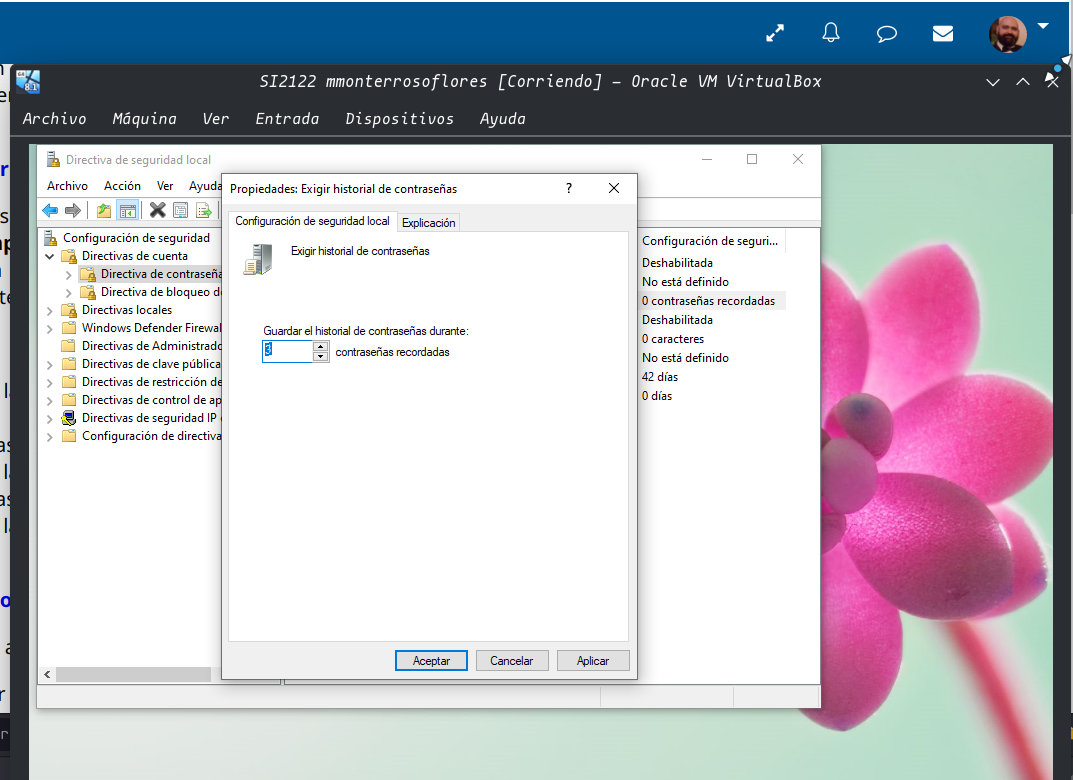 SI2122 mmonterrosoflores [Corriendo] – Oracle VM VirtualBox
Archivo Máquina Ver Entrada Dispositivos Ayuda
Directiva de seguridad local
Archivo Acción Ver Ayuda
Configuración de seguridad
Directivas de cuenta
Directiva de contraseña
Directiva de bloqueo d
Directivas locales
Windows Defender Firewal
Directivas de Administrado
Directivas de clave pública
Directivas de restricción de
Directivas de control de ap
Directivas de seguridad IP
Configuración de directiva
Propiedades: Exigir historial de contraseñas
?
Configuración de seguridad local
Explicación
Exigir historial de contraseñas
Guardar el historial de contraseñas durante:
3 contraseñas recordadas
Aceptar Cancelar Aplicar
Configuración de seguri...
Deshabilitada
No está definido
0 contraseñas recordadas
Deshabilitada
0 caracteres
No está definido
42 días
0 días